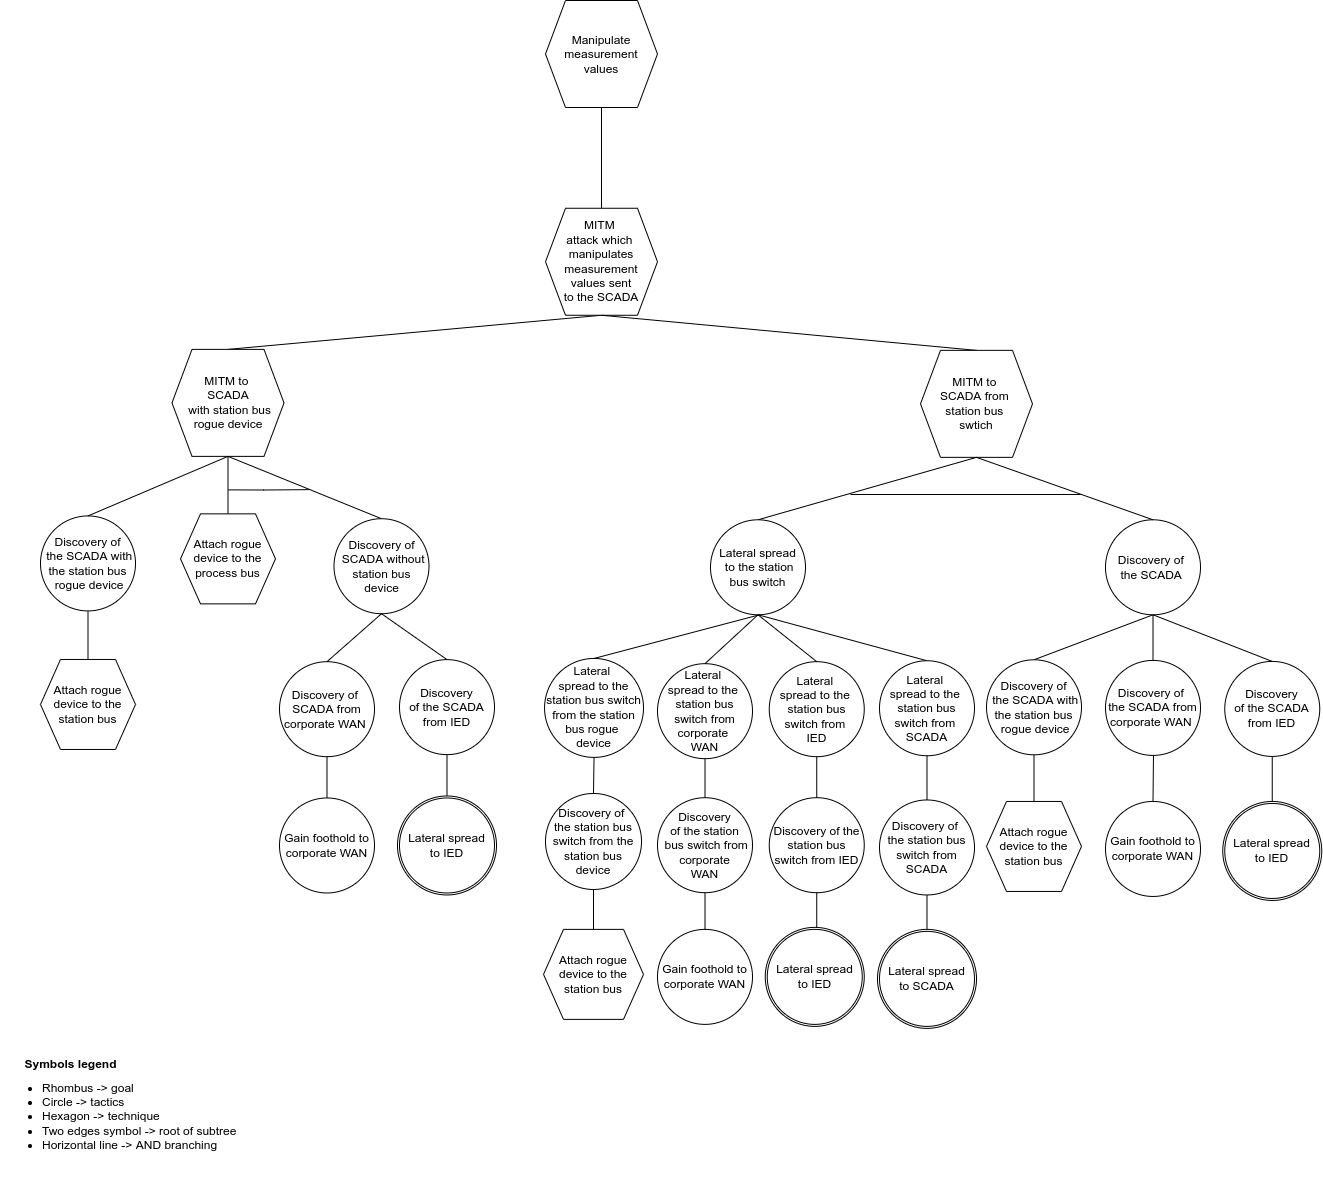 Manipulate
measurement
values
MITM
attack which
manipulates
measurement
values sent
to the SCADA
MITM to
SCADA
with station bus
rogue device
MITM to
SCADA from
station bus
swtich
Discovery of
the SCADA with
the station bus
rogue device
Attach rogue
device to the
process bus
Discovery of
SCADA without
station bus
device
Lateral spread
to the station
bus switch
Discovery of
the SCADA
Attach rogue
device to the
station bus
Discovery of
SCADA from
corporate WAN
Discovery
of the SCADA
from IED
Lateral
spread to the
station bus switch
from the station
bus rogue
device
Lateral
spread to the
station bus
switch from
corporate
WAN
Lateral
spread to the
station bus
switch from
IED
Lateral
spread to the
station bus
switch from
SCADA
Discovery of
the SCADA with
the station bus
rogue device
Discovery of
the SCADA from
corporate WAN
Discovery
of the SCADA
from IED
Gain foothold to
corporate WAN
Lateral spread
to IED
Discovery of
the station bus
switch from the
station bus
device
Discovery
of the station
bus switch from
corporate
WAN
Discovery of the
station bus
switch from IED
Discovery of
the station bus
switch from
SCADA
Attach rogue
device to the
station bus
Gain foothold to
corporate WAN
Lateral spread
to IED
Attach rogue
device to the
station bus
Gain foothold to
corporate WAN
Lateral spread
to IED
Lateral spread
to SCADA
Symbols legend
• Rhombus -> goal
• Circle -> tactics
• Hexagon -> technique
• Two edges symbol -> root of subtree
• Horizontal line -> AND branching